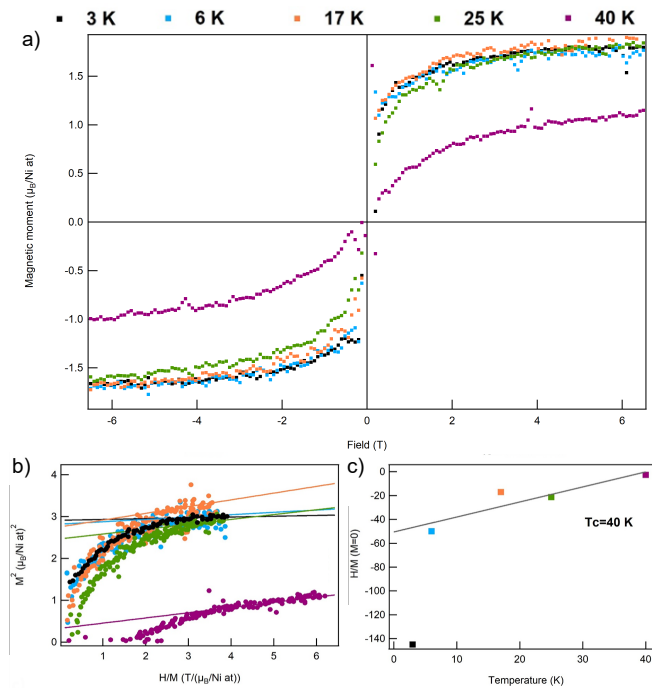 3 K 6 K 17 K 25 K 40 K
a)
1.5
1.0
0.5
0.0
-0.5
-1.0
-1.5
Magnetic moment (μB/Ni at)
-6 -4 -2 0 2 4 6
Field (T)
b)
4
3
2
1
0
M² (μB/Ni at)²
1 2 3 4 5 6
H/M (T/(μB/Ni at))
c)
0
-20
-40
-60
-80
-100
-120
-140
H/M (M=0)
Tc=40 K
0 10 20 30 40
Temperature (K)